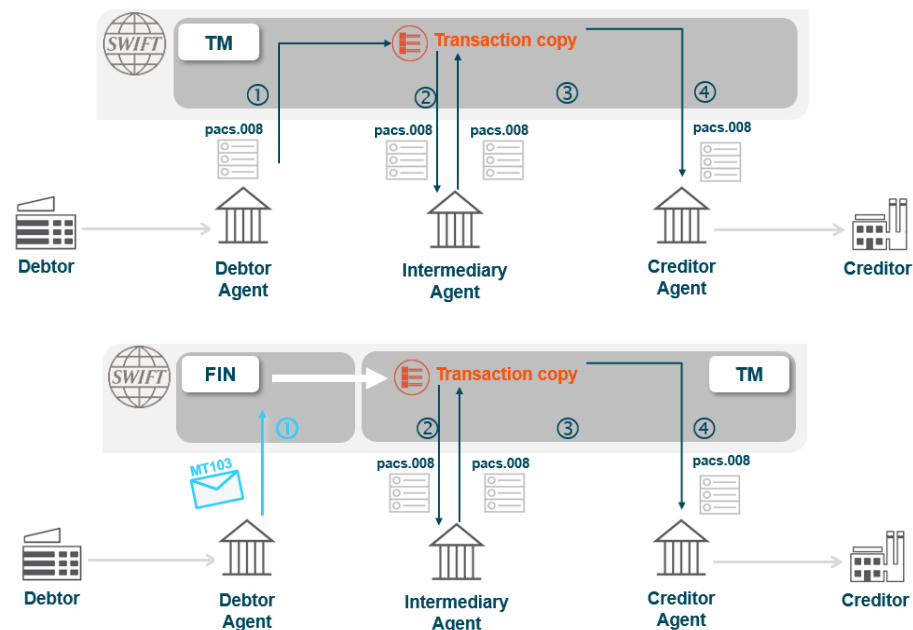 SWIFT
TM
Transaction copy
①
②
③
④
pacs.008
pacs.008
pacs.008
pacs.008
Debtor
Debtor
Agent
Intermediary
Agent
Creditor
Agent
Creditor
SWIFT
FIN
Transaction copy
TM
①
②
③
④
MT103
pacs.008
pacs.008
pacs.008
Debtor
Debtor
Agent
Intermediary
Agent
Creditor
Agent
Creditor